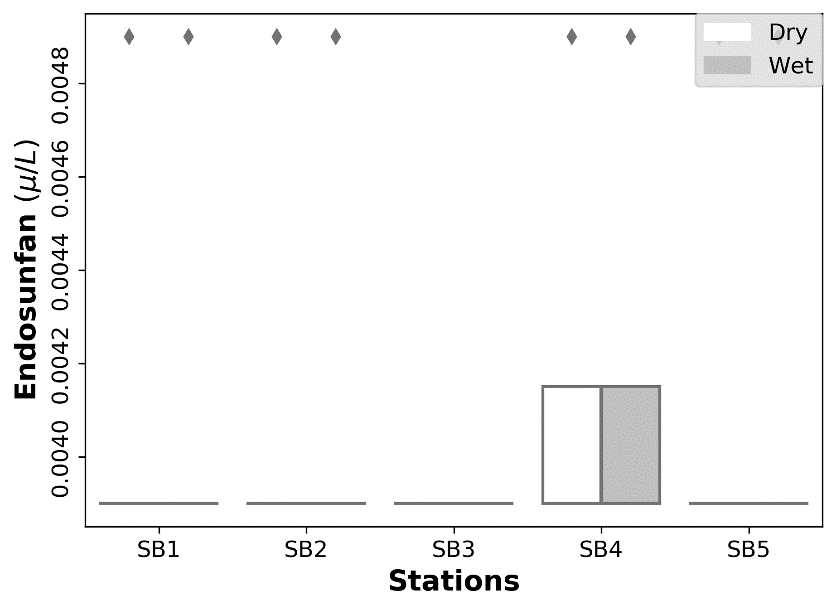 Dry
Wet
Endosunfan (μ/L)
0.0048
0.0046
0.0044
0.0042
0.0040
SB1 SB2 SB3 SB4 SB5
Stations